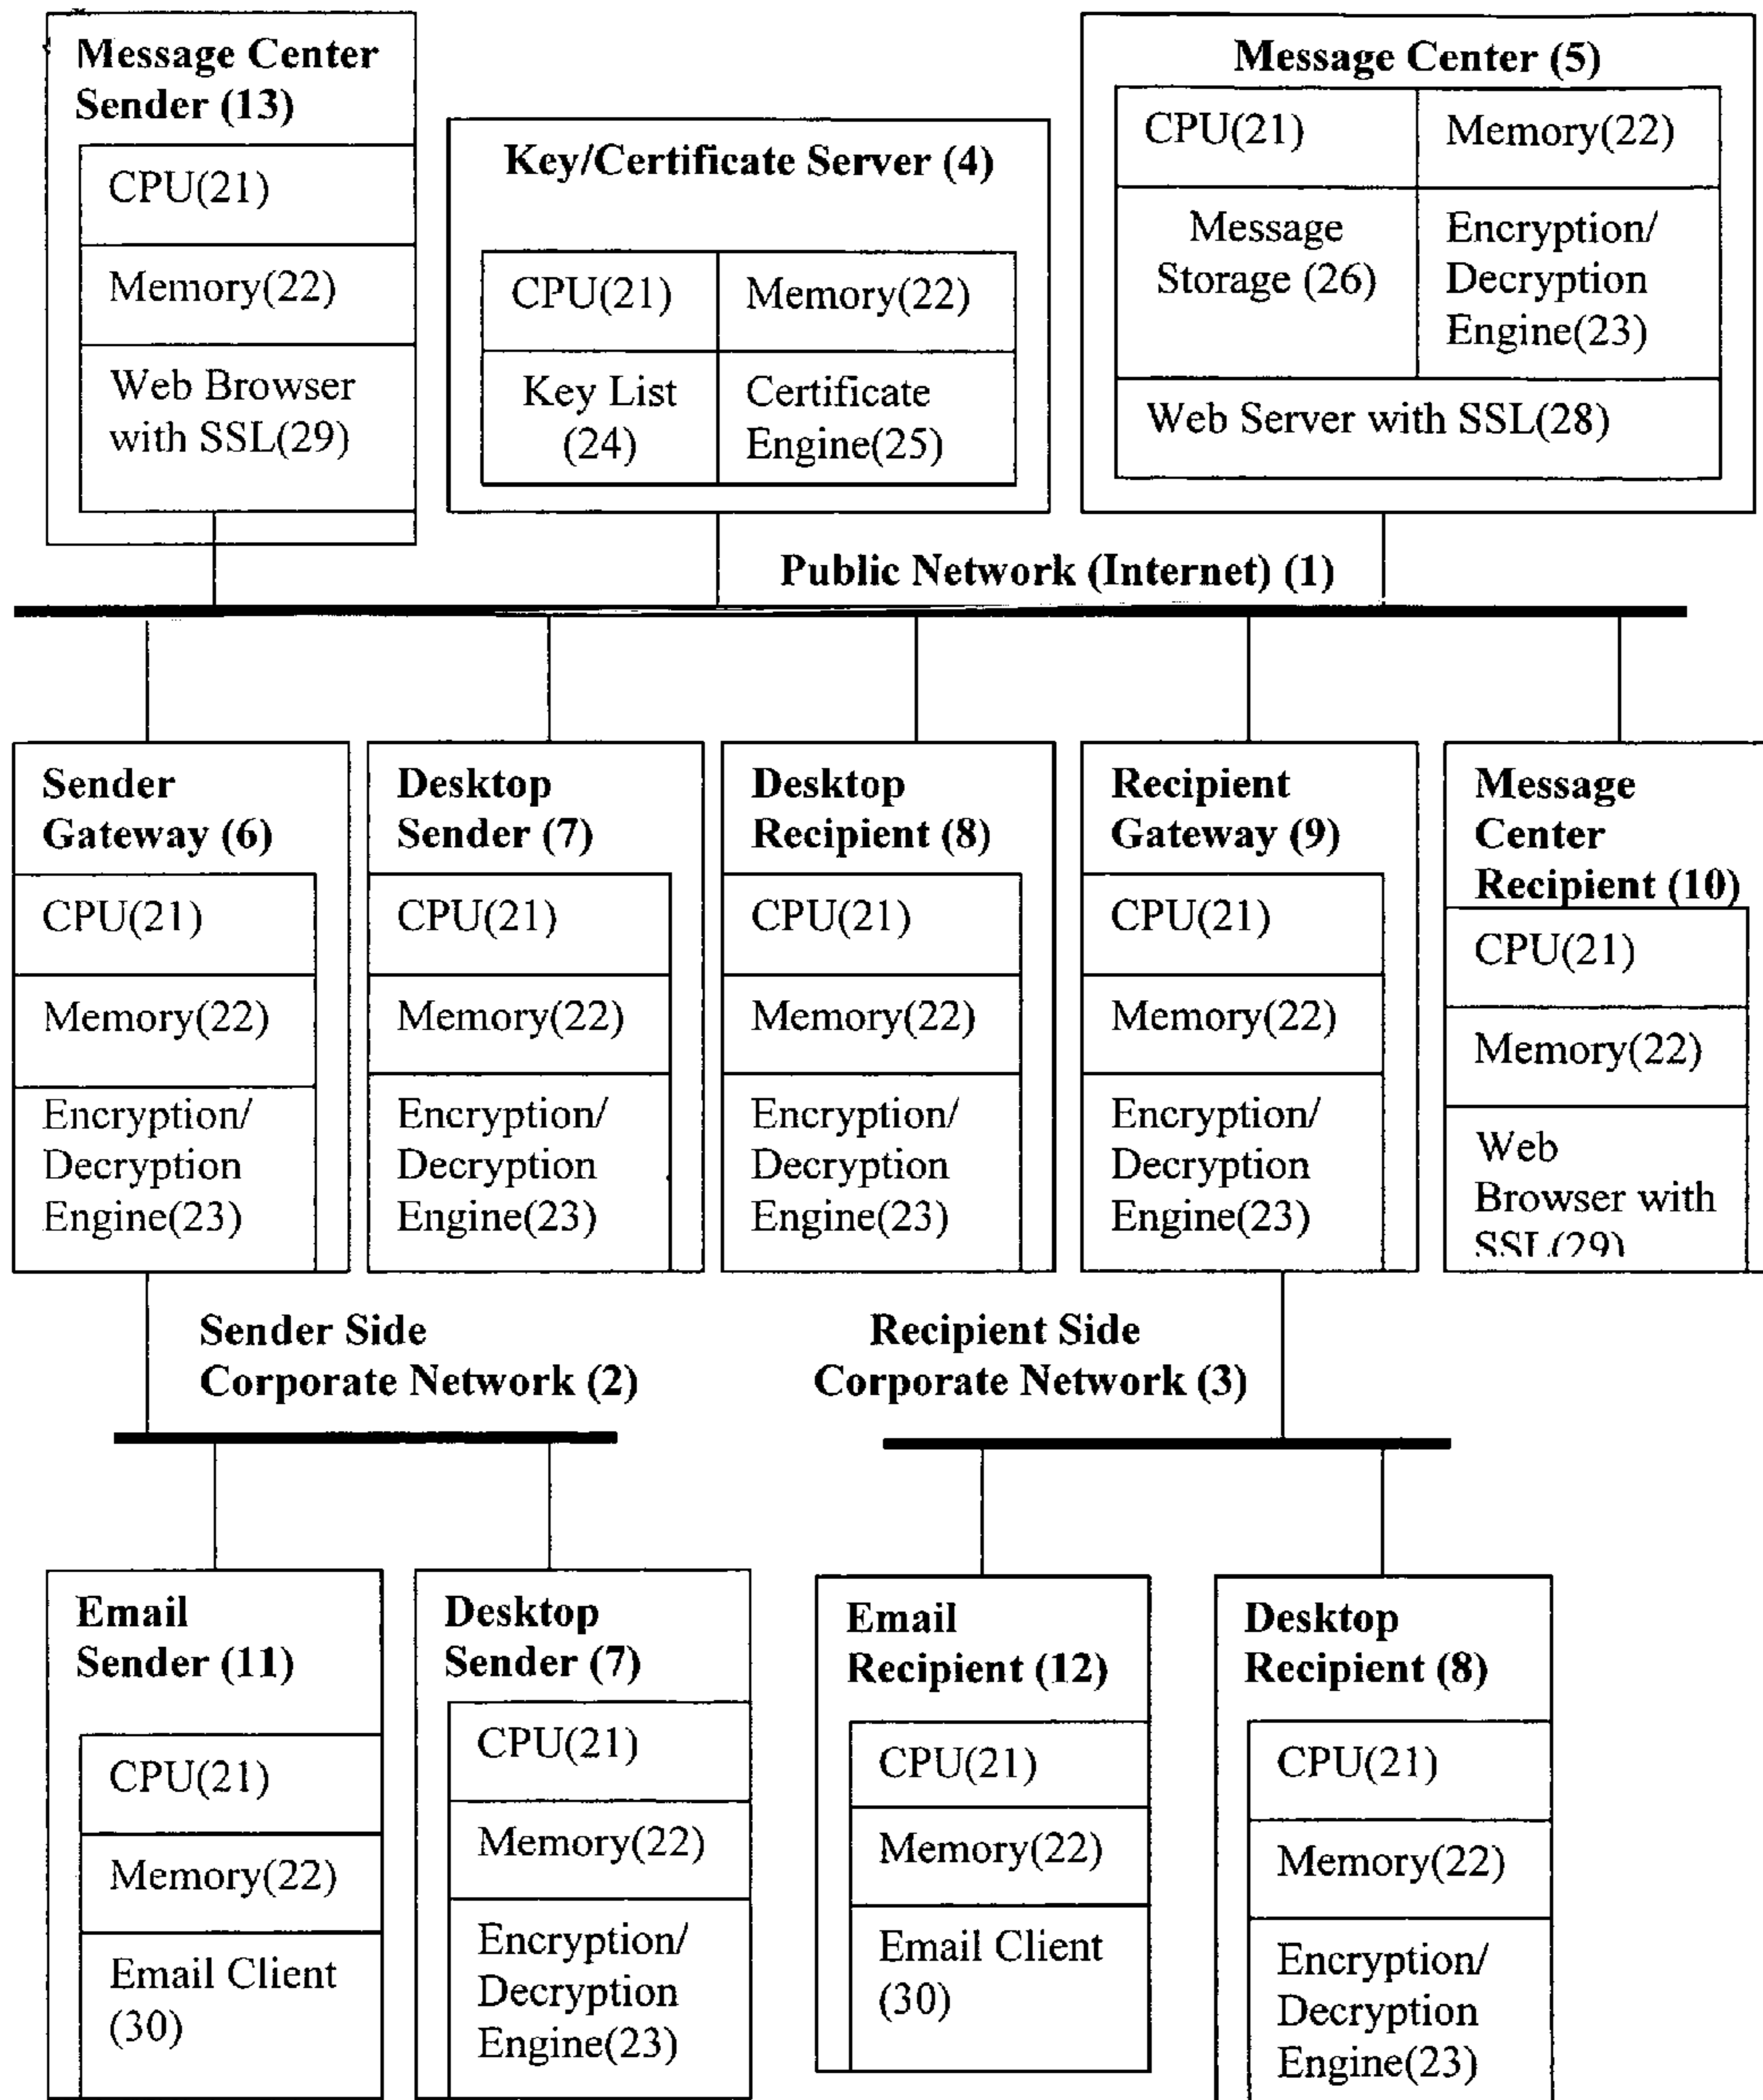 Message Center
Sender (13)
CPU(21)
Memory(22)
Web Browser
with SSL(29)
Key/Certificate Server (4)
CPU(21)
Memory(22)
Key List
(24)
Certificate
Engine(25)
Message Center (5)
CPU(21)
Memory(22)
Message
Storage (26)
Encryption/
Decryption
Engine(23)
Web Server with SSL(28)
Public Network (Internet) (1)
Sender
Gateway (6)
CPU(21)
Memory(22)
Encryption/
Decryption
Engine(23)
Desktop
Sender (7)
CPU(21)
Memory(22)
Encryption/
Decryption
Engine(23)
Desktop
Recipient (8)
CPU(21)
Memory(22)
Encryption/
Decryption
Engine(23)
Recipient
Gateway (9)
CPU(21)
Memory(22)
Encryption/
Decryption
Engine(23)
Message
Center
Recipient (10)
CPU(21)
Memory(22)
Web
Browser with
SSL(29)
Sender Side
Corporate Network (2)
Recipient Side
Corporate Network (3)
Email
Sender (11)
CPU(21)
Memory(22)
Email Client
(30)
Desktop
Sender (7)
CPU(21)
Memory(22)
Encryption/
Decryption
Engine(23)
Email
Recipient (12)
CPU(21)
Memory(22)
Email Client
(30)
Desktop
Recipient (8)
CPU(21)
Memory(22)
Encryption/
Decryption
Engine(23)